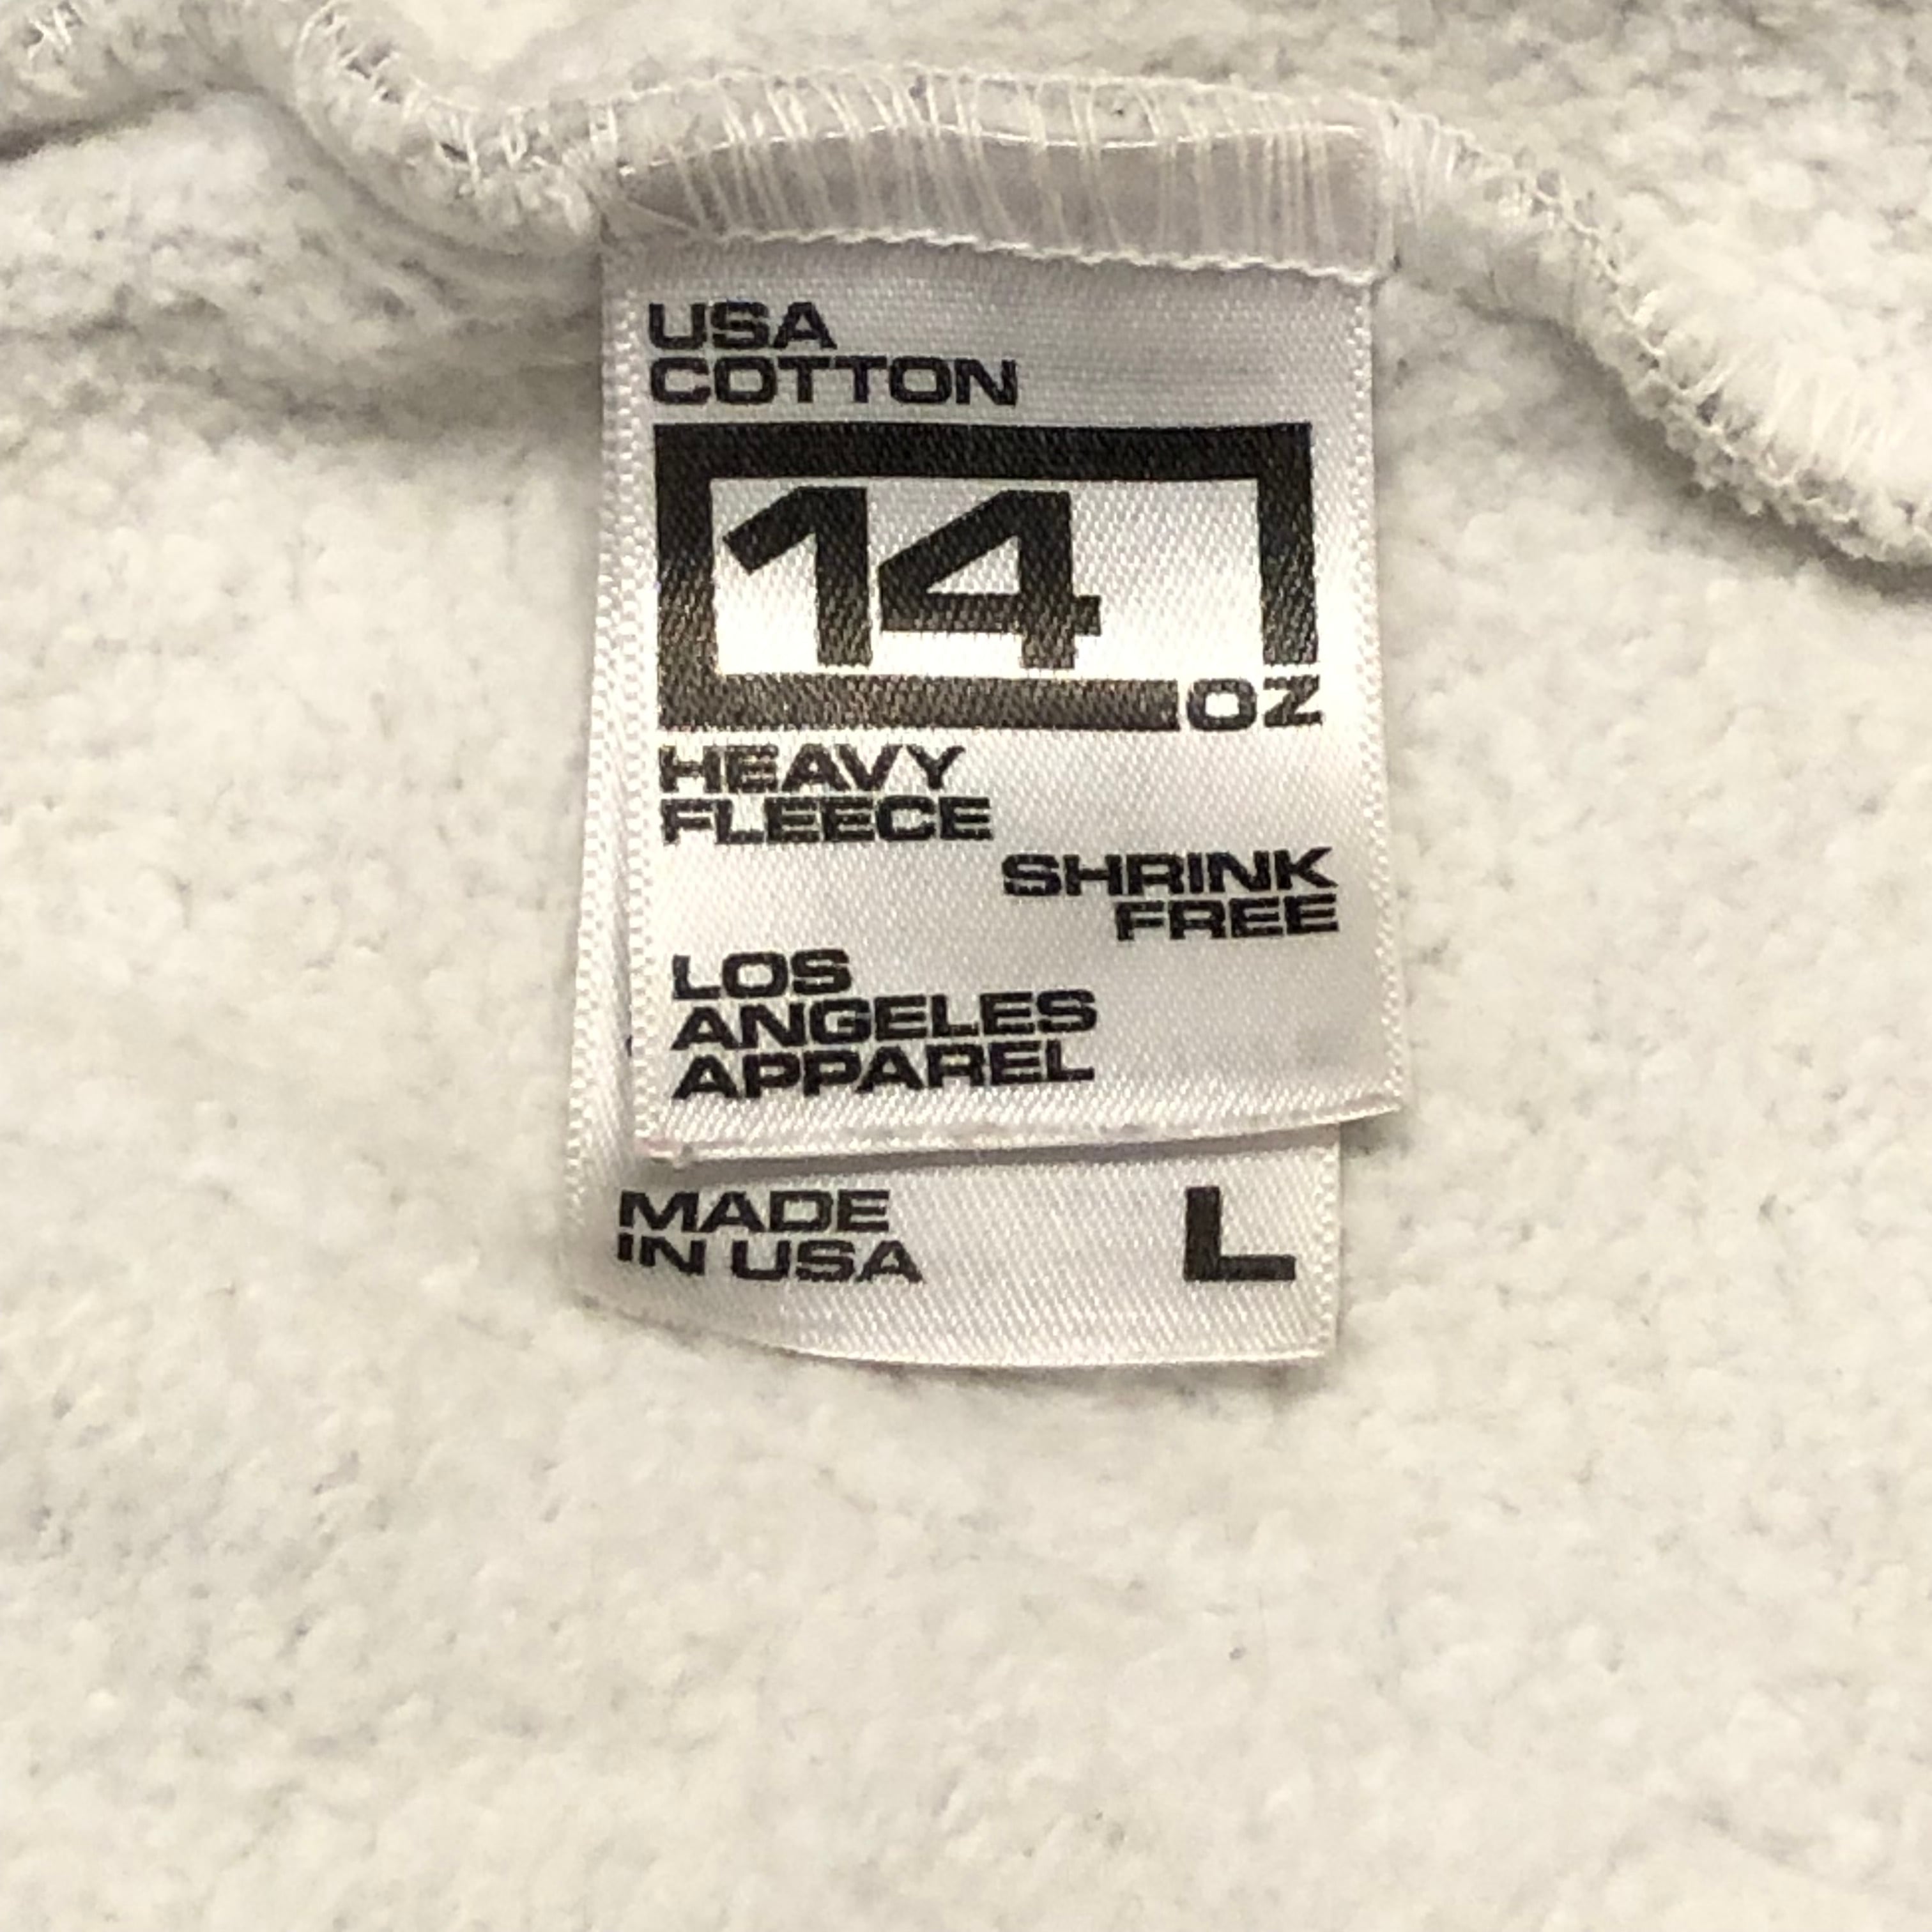 USA
COTTON
14
OZ
HEAVY
FLEECE
SHRINK
FREE
LOS
ANGELES
APPAREL
MADE
IN USA
L